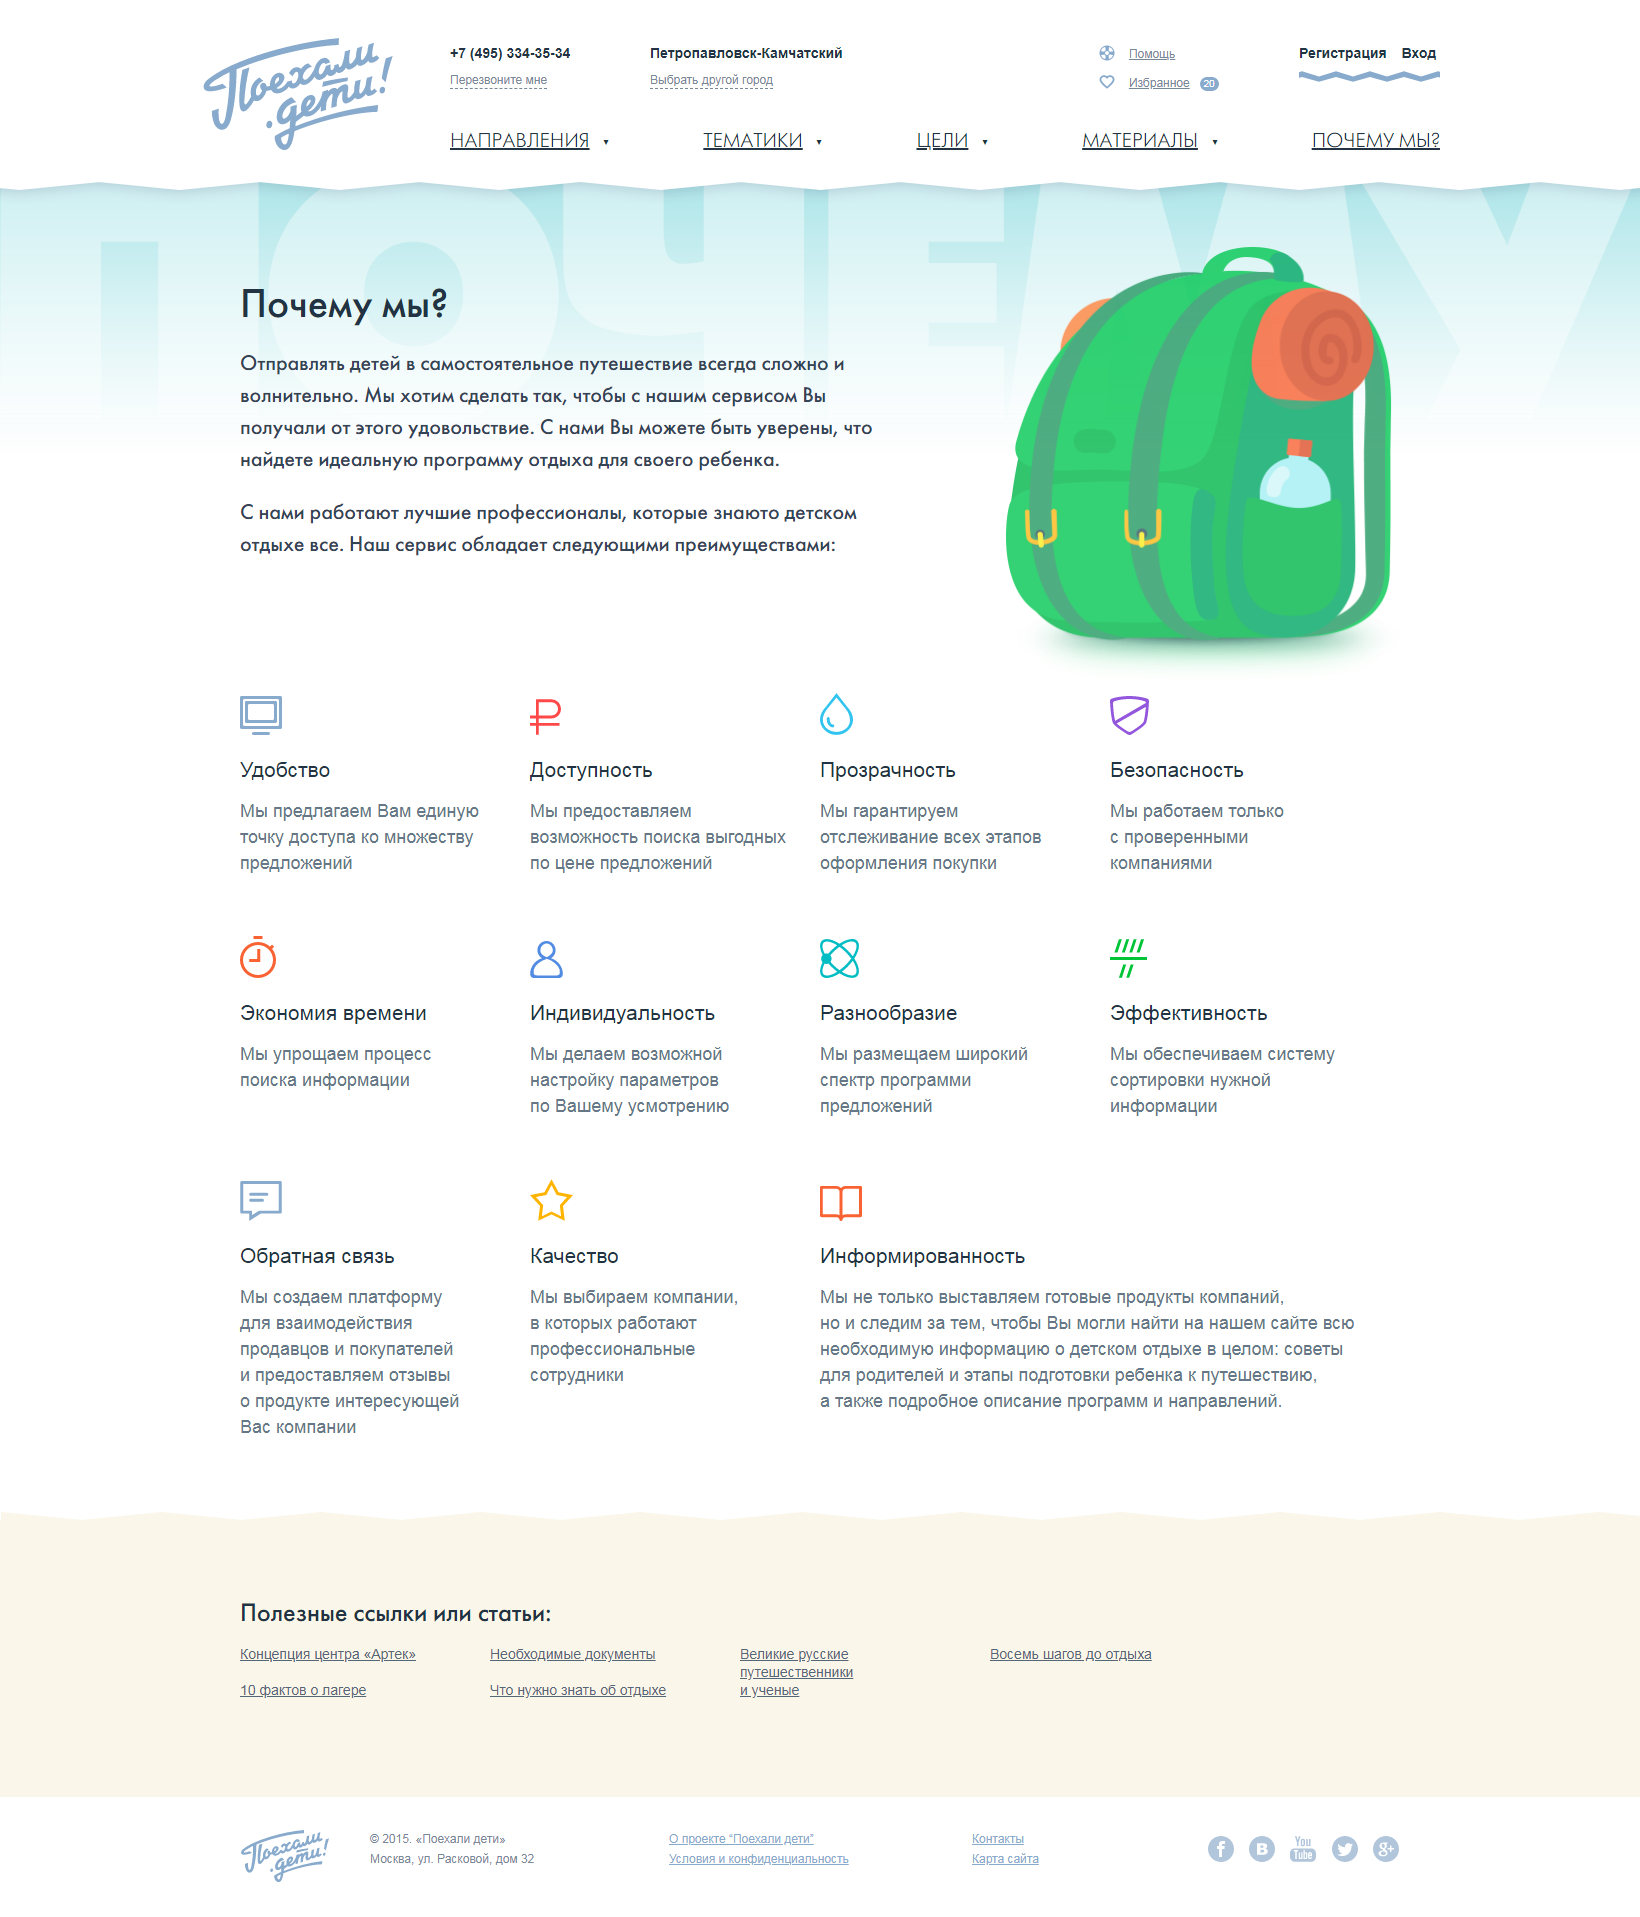 Поехали
.дети!
+7 (495) 334-35-34
Перезвоните мне
Петропавловск-Камчатский
Выбрать другой город
Помощь
Избранное 20
Регистрация Вход
НАПРАВЛЕНИЯ ▾ ТЕМАТИКИ ▾ ЦЕЛИ ▾ МАТЕРИАЛЫ ▾ ПОЧЕМУ МЫ?
ПОЧЕМУ
Почему мы?
Отправлять детей в самостоятельное путешествие всегда сложно и
волнительно. Мы хотим сделать так, чтобы с нашим сервисом Вы
получали от этого удовольствие. С нами Вы можете быть уверены, что
найдете идеальную программу отдыха для своего ребенка.
С нами работают лучшие профессионалы, которые знаюто детском
отдыхе все. Наш сервис обладает следующими преимуществами:
Удобство
Мы предлагаем Вам единую
точку доступа ко множеству
предложений
Доступность
Мы предоставляем
возможность поиска выгодных
по цене предложений
Прозрачность
Мы гарантируем
отслеживание всех этапов
оформления покупки
Безопасность
Мы работаем только
с проверенными
компаниями
Экономия времени
Мы упрощаем процесс
поиска информации
Индивидуальность
Мы делаем возможной
настройку параметров
по Вашему усмотрению
Разнообразие
Мы размещаем широкий
спектр программи
предложений
Эффективность
Мы обеспечиваем систему
сортировки нужной
информации
Обратная связь
Мы создаем платформу
для взаимодействия
продавцов и покупателей
и предоставляем отзывы
о продукте интересующей
Вас компании
Качество
Мы выбираем компании,
в которых работают
профессиональные
сотрудники
Информированность
Мы не только выставляем готовые продукты компаний,
но и следим за тем, чтобы Вы могли найти на нашем сайте всю
необходимую информацию о детском отдыхе в целом: советы
для родителей и этапы подготовки ребенка к путешествию,
а также подробное описание программ и направлений.
Полезные ссылки или статьи:
Концепция центра «Артек»
10 фактов о лагере
Необходимые документы
Что нужно знать об отдыхе
Великие русские
путешественники
и ученые
Восемь шагов до отдыха
Поехали
.дети!
© 2015. «Поехали дети»
Москва, ул. Расковой, дом 32
О проекте “Поехали дети”
Условия и конфиденциальность
Контакты
Карта сайта
f
B
You
Tube
g+